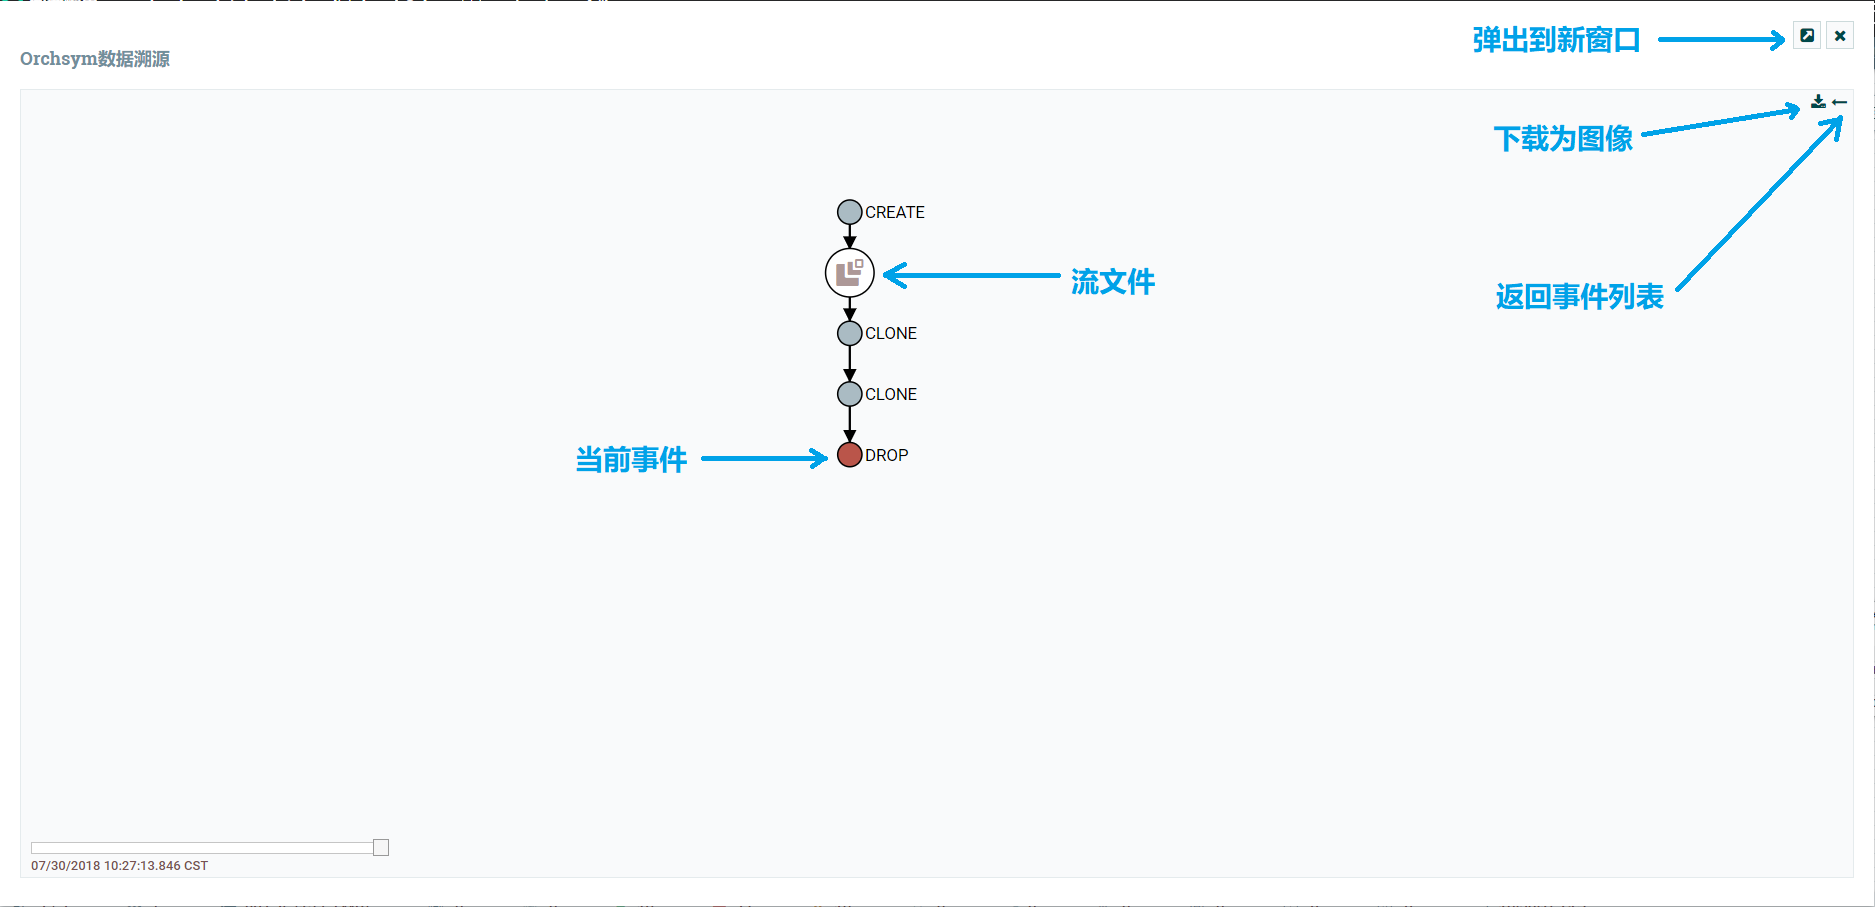 弹出到新窗口
Orchsym数据溯源
下载为图像
CREATE
流文件
返回事件列表
CLONE
CLONE
当前事件
DROP
07/30/2018 10:27:13.846 CST